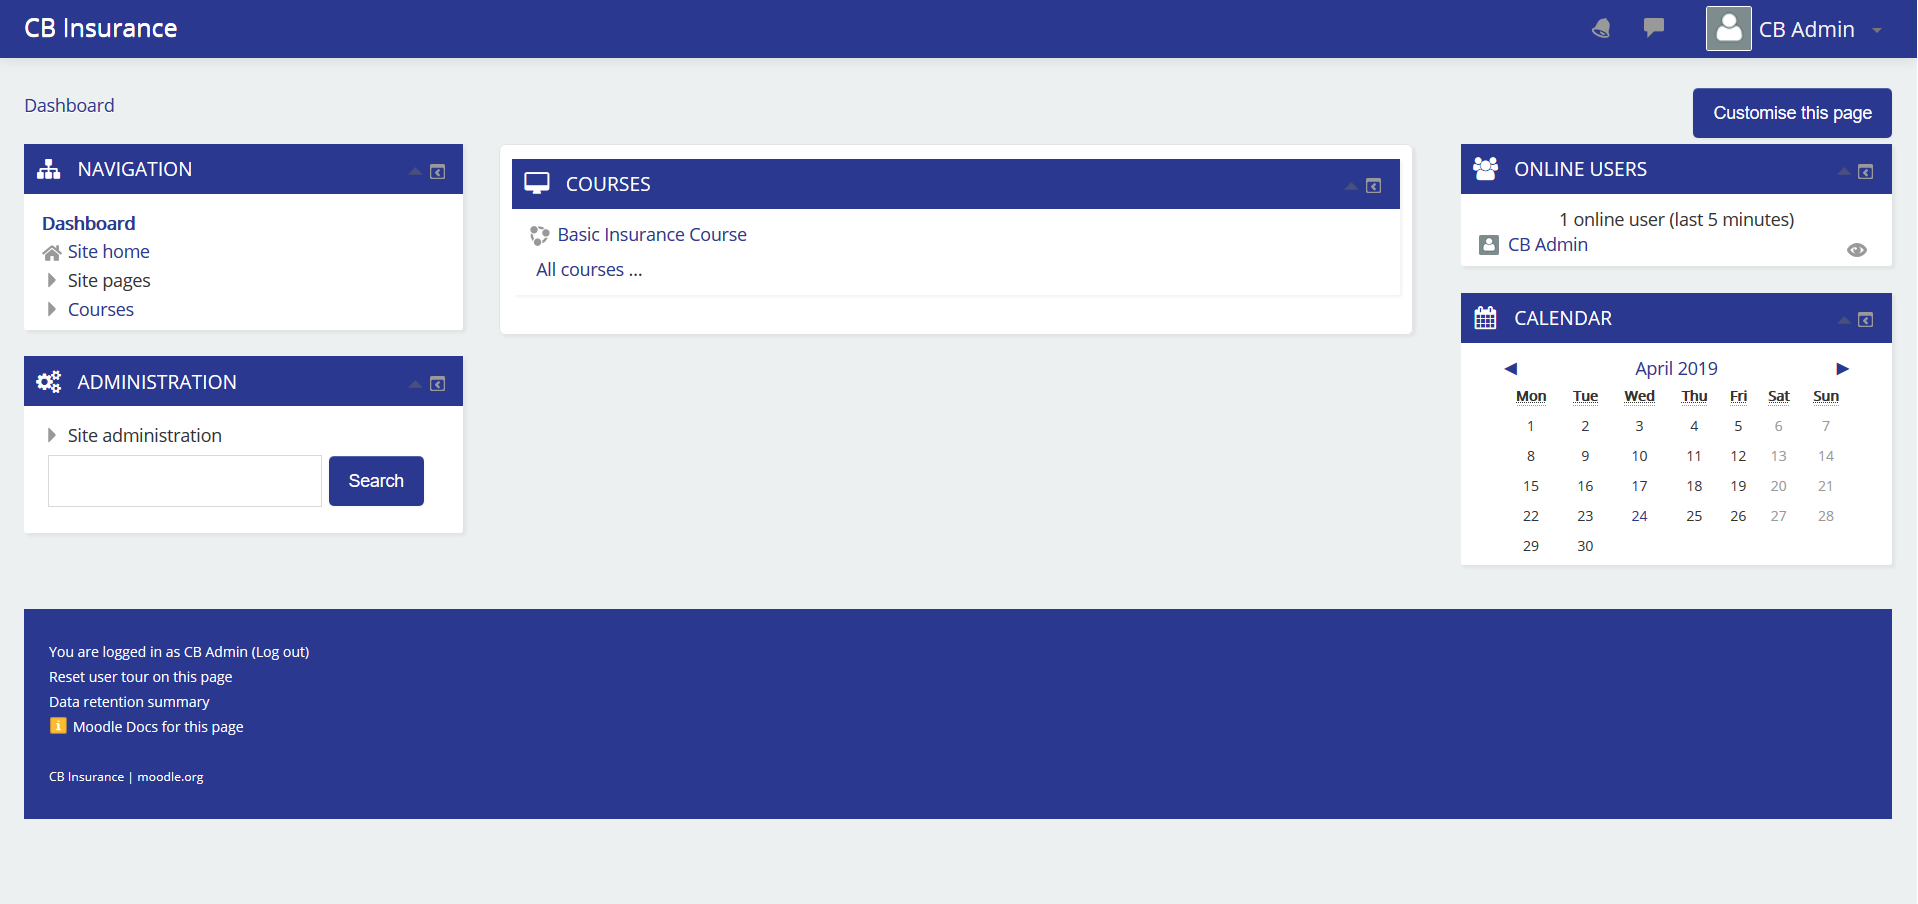 CB Insurance
CB Admin
Dashboard
Customise this page
NAVIGATION
Dashboard
Site home
Site pages
Courses
ADMINISTRATION
Site administration
Search
COURSES
Basic Insurance Course
All courses ...
ONLINE USERS
1 online user (last 5 minutes)
CB Admin
CALENDAR
◄ April 2019 ►
Mon Tue Wed Thu Fri Sat Sun
1 2 3 4 5 6 7
8 9 10 11 12 13 14
15 16 17 18 19 20 21
22 23 24 25 26 27 28
29 30
You are logged in as CB Admin (Log out)
Reset user tour on this page
Data retention summary
Moodle Docs for this page
CB Insurance | moodle.org